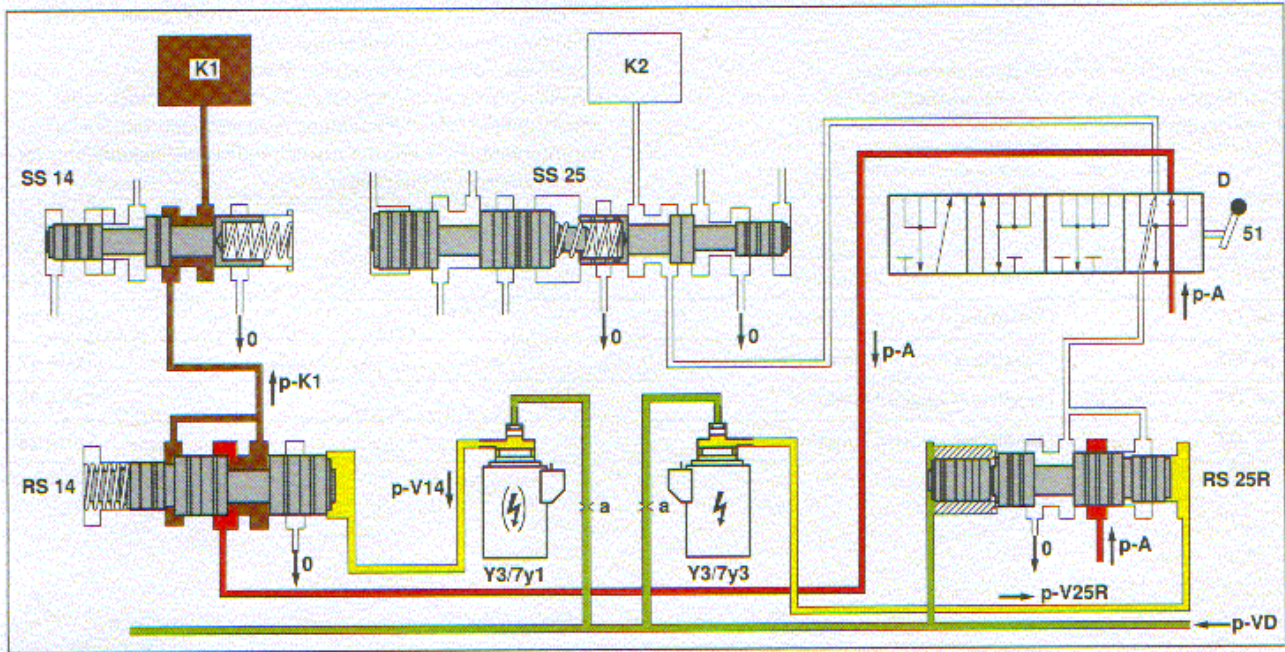 K1
K2
SS 14
SS 25
D
51
p-A
0
0
0
p-A
p-K1
RS 14
p-V14
a
a
RS 25R
0
p-A
0
Y3/7y1
Y3/7y3
p-V25R
p-VD